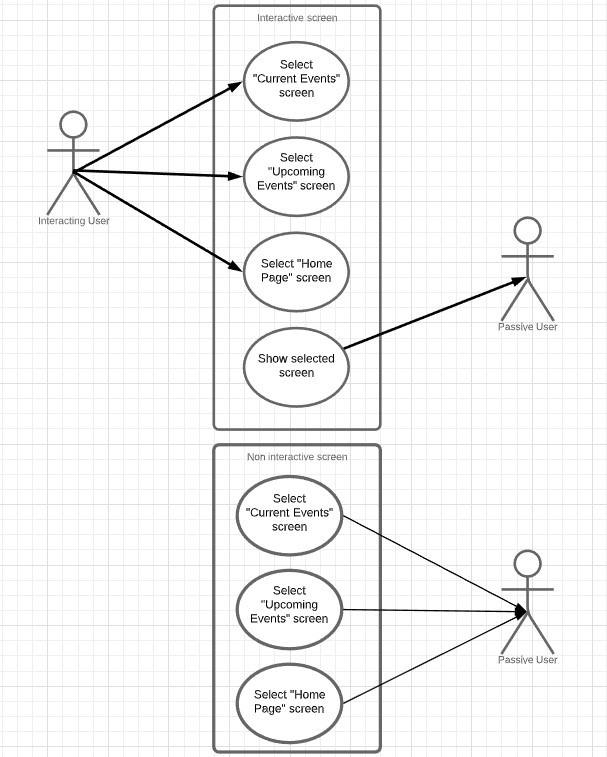 Interactive screen
Select
"Current Events"
screen
Select
"Upcoming
Events" screen
Interacting User
Select "Home
Page" screen
Passive User
Show selected
screen
Non interactive screen
Select
"Current Events"
screen
Select
"Upcoming
Events" screen
Passive User
Select "Home
Page" screen